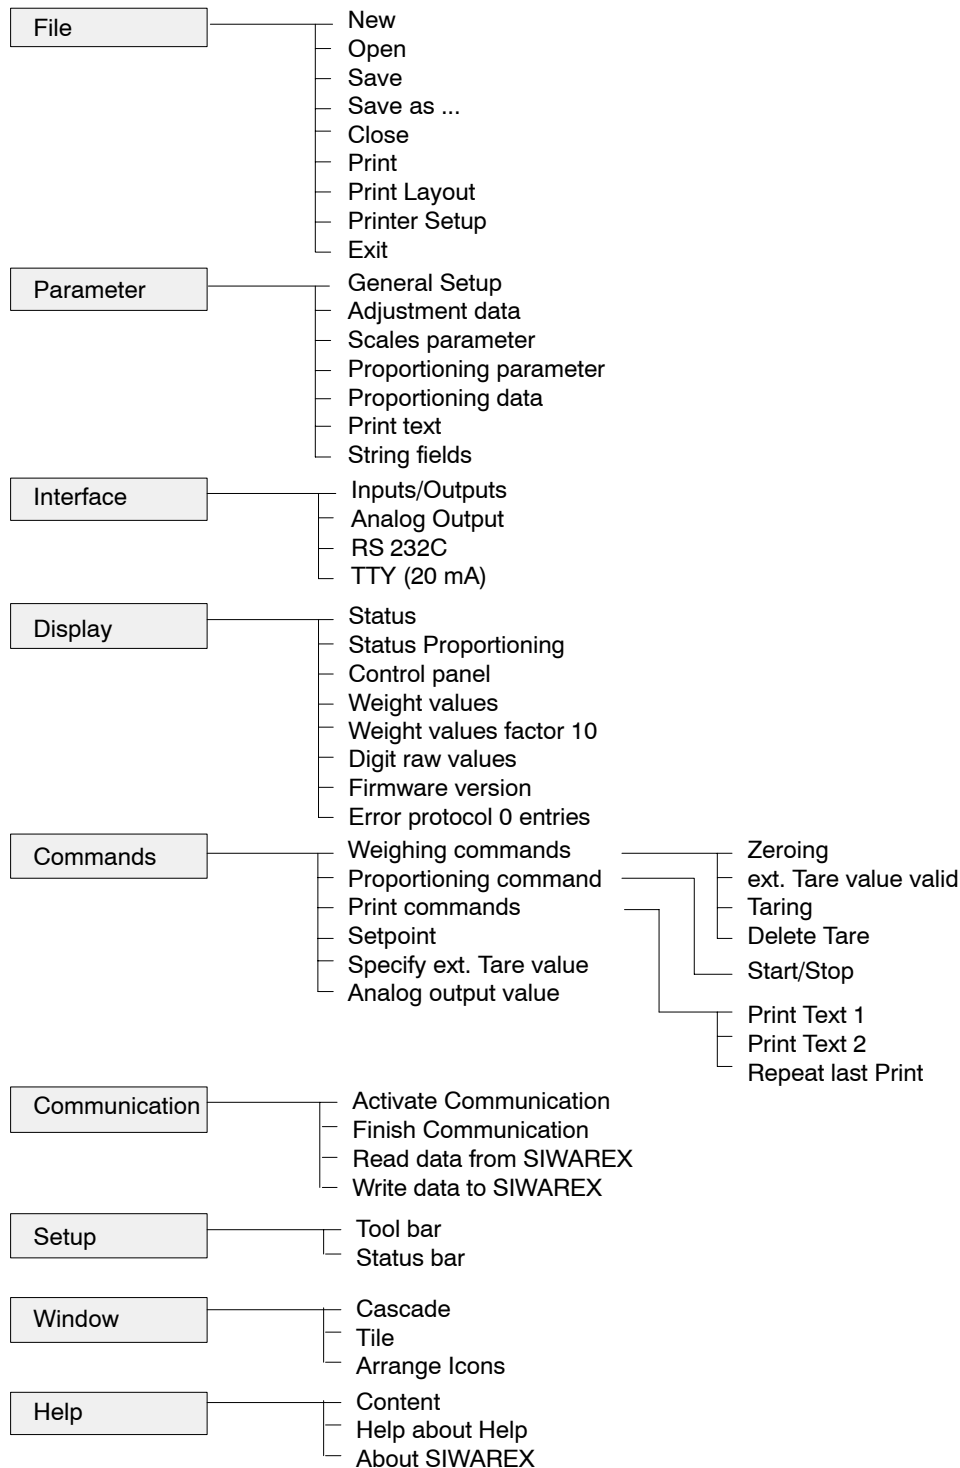 File
New
Open
Save
Save as ...
Close
Print
Print Layout
Printer Setup
Exit
Parameter
General Setup
Adjustment data
Scales parameter
Proportioning parameter
Proportioning data
Print text
String fields
Interface
Inputs/Outputs
Analog Output
RS 232C
TTY (20 mA)
Display
Status
Status Proportioning
Control panel
Weight values
Weight values factor 10
Digit raw values
Firmware version
Error protocol 0 entries
Commands
Weighing commands
Proportioning command
Print commands
Setpoint
Specify ext. Tare value
Analog output value
Zeroing
ext. Tare value valid
Taring
Delete Tare
Start/Stop
Print Text 1
Print Text 2
Repeat last Print
Communication
Activate Communication
Finish Communication
Read data from SIWAREX
Write data to SIWAREX
Setup
Tool bar
Status bar
Window
Cascade
Tile
Arrange Icons
Help
Content
Help about Help
About SIWAREX